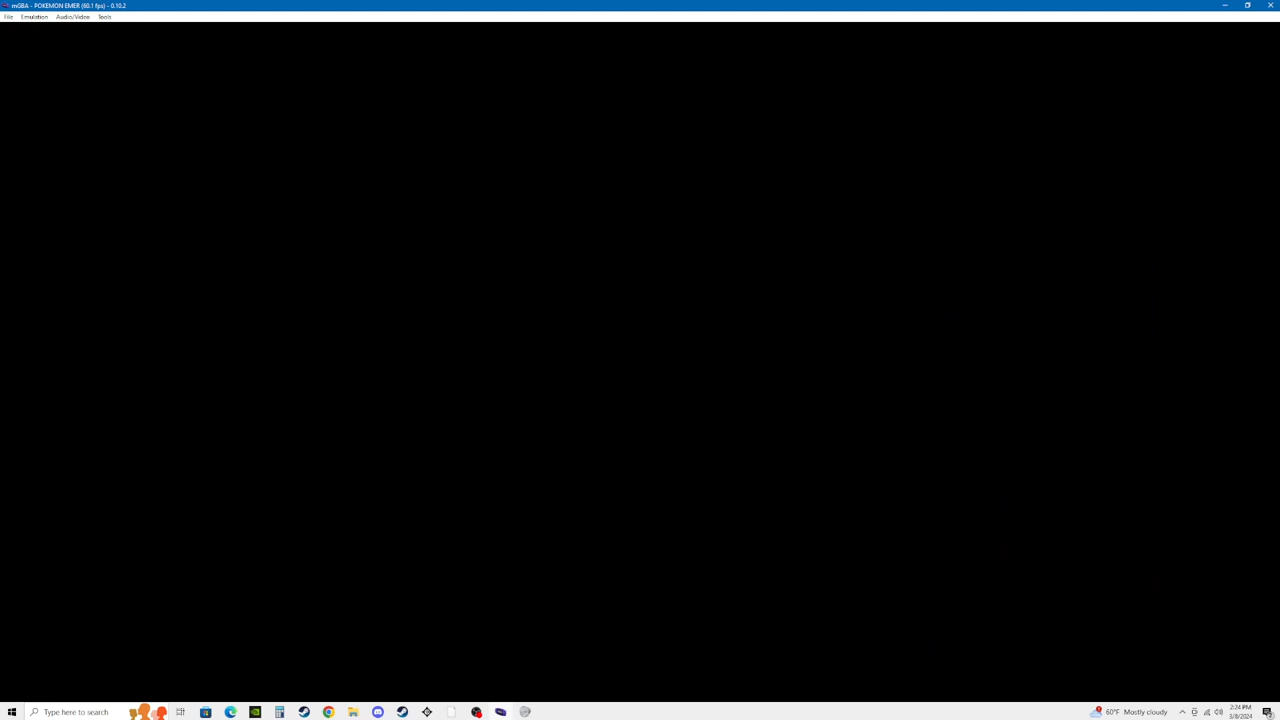 mGBA - POKEMON EMER (60.1 fps) - 0.10.2
File Emulation Audio/Video Tools
Type here to search
60°F Mostly cloudy
2:24 PM
3/8/2024